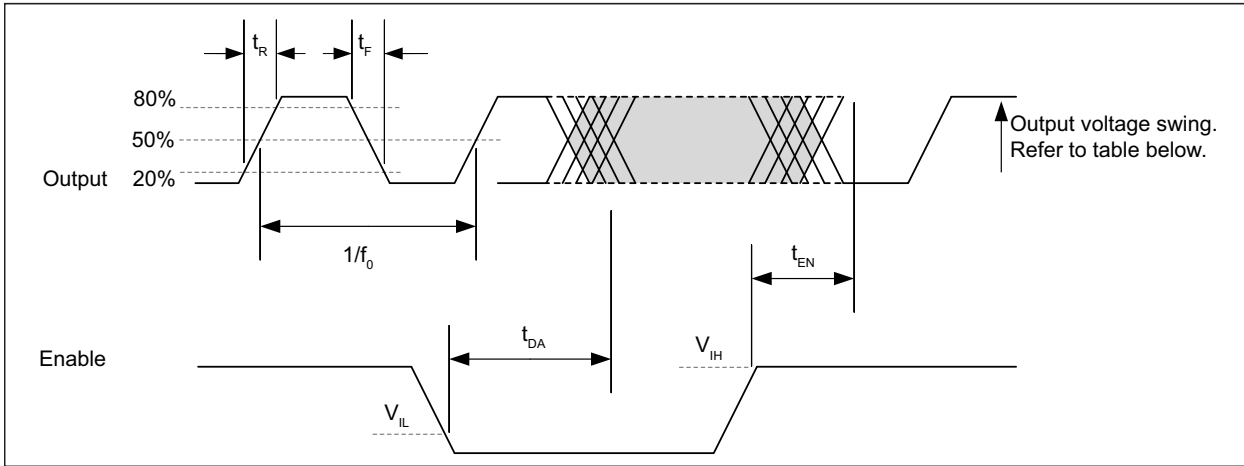 tR
tF
80%
50%
Output voltage swing.
Refer to table below.
Output
20%
1/f0
tEN
tDA
Enable
VIH
VIL